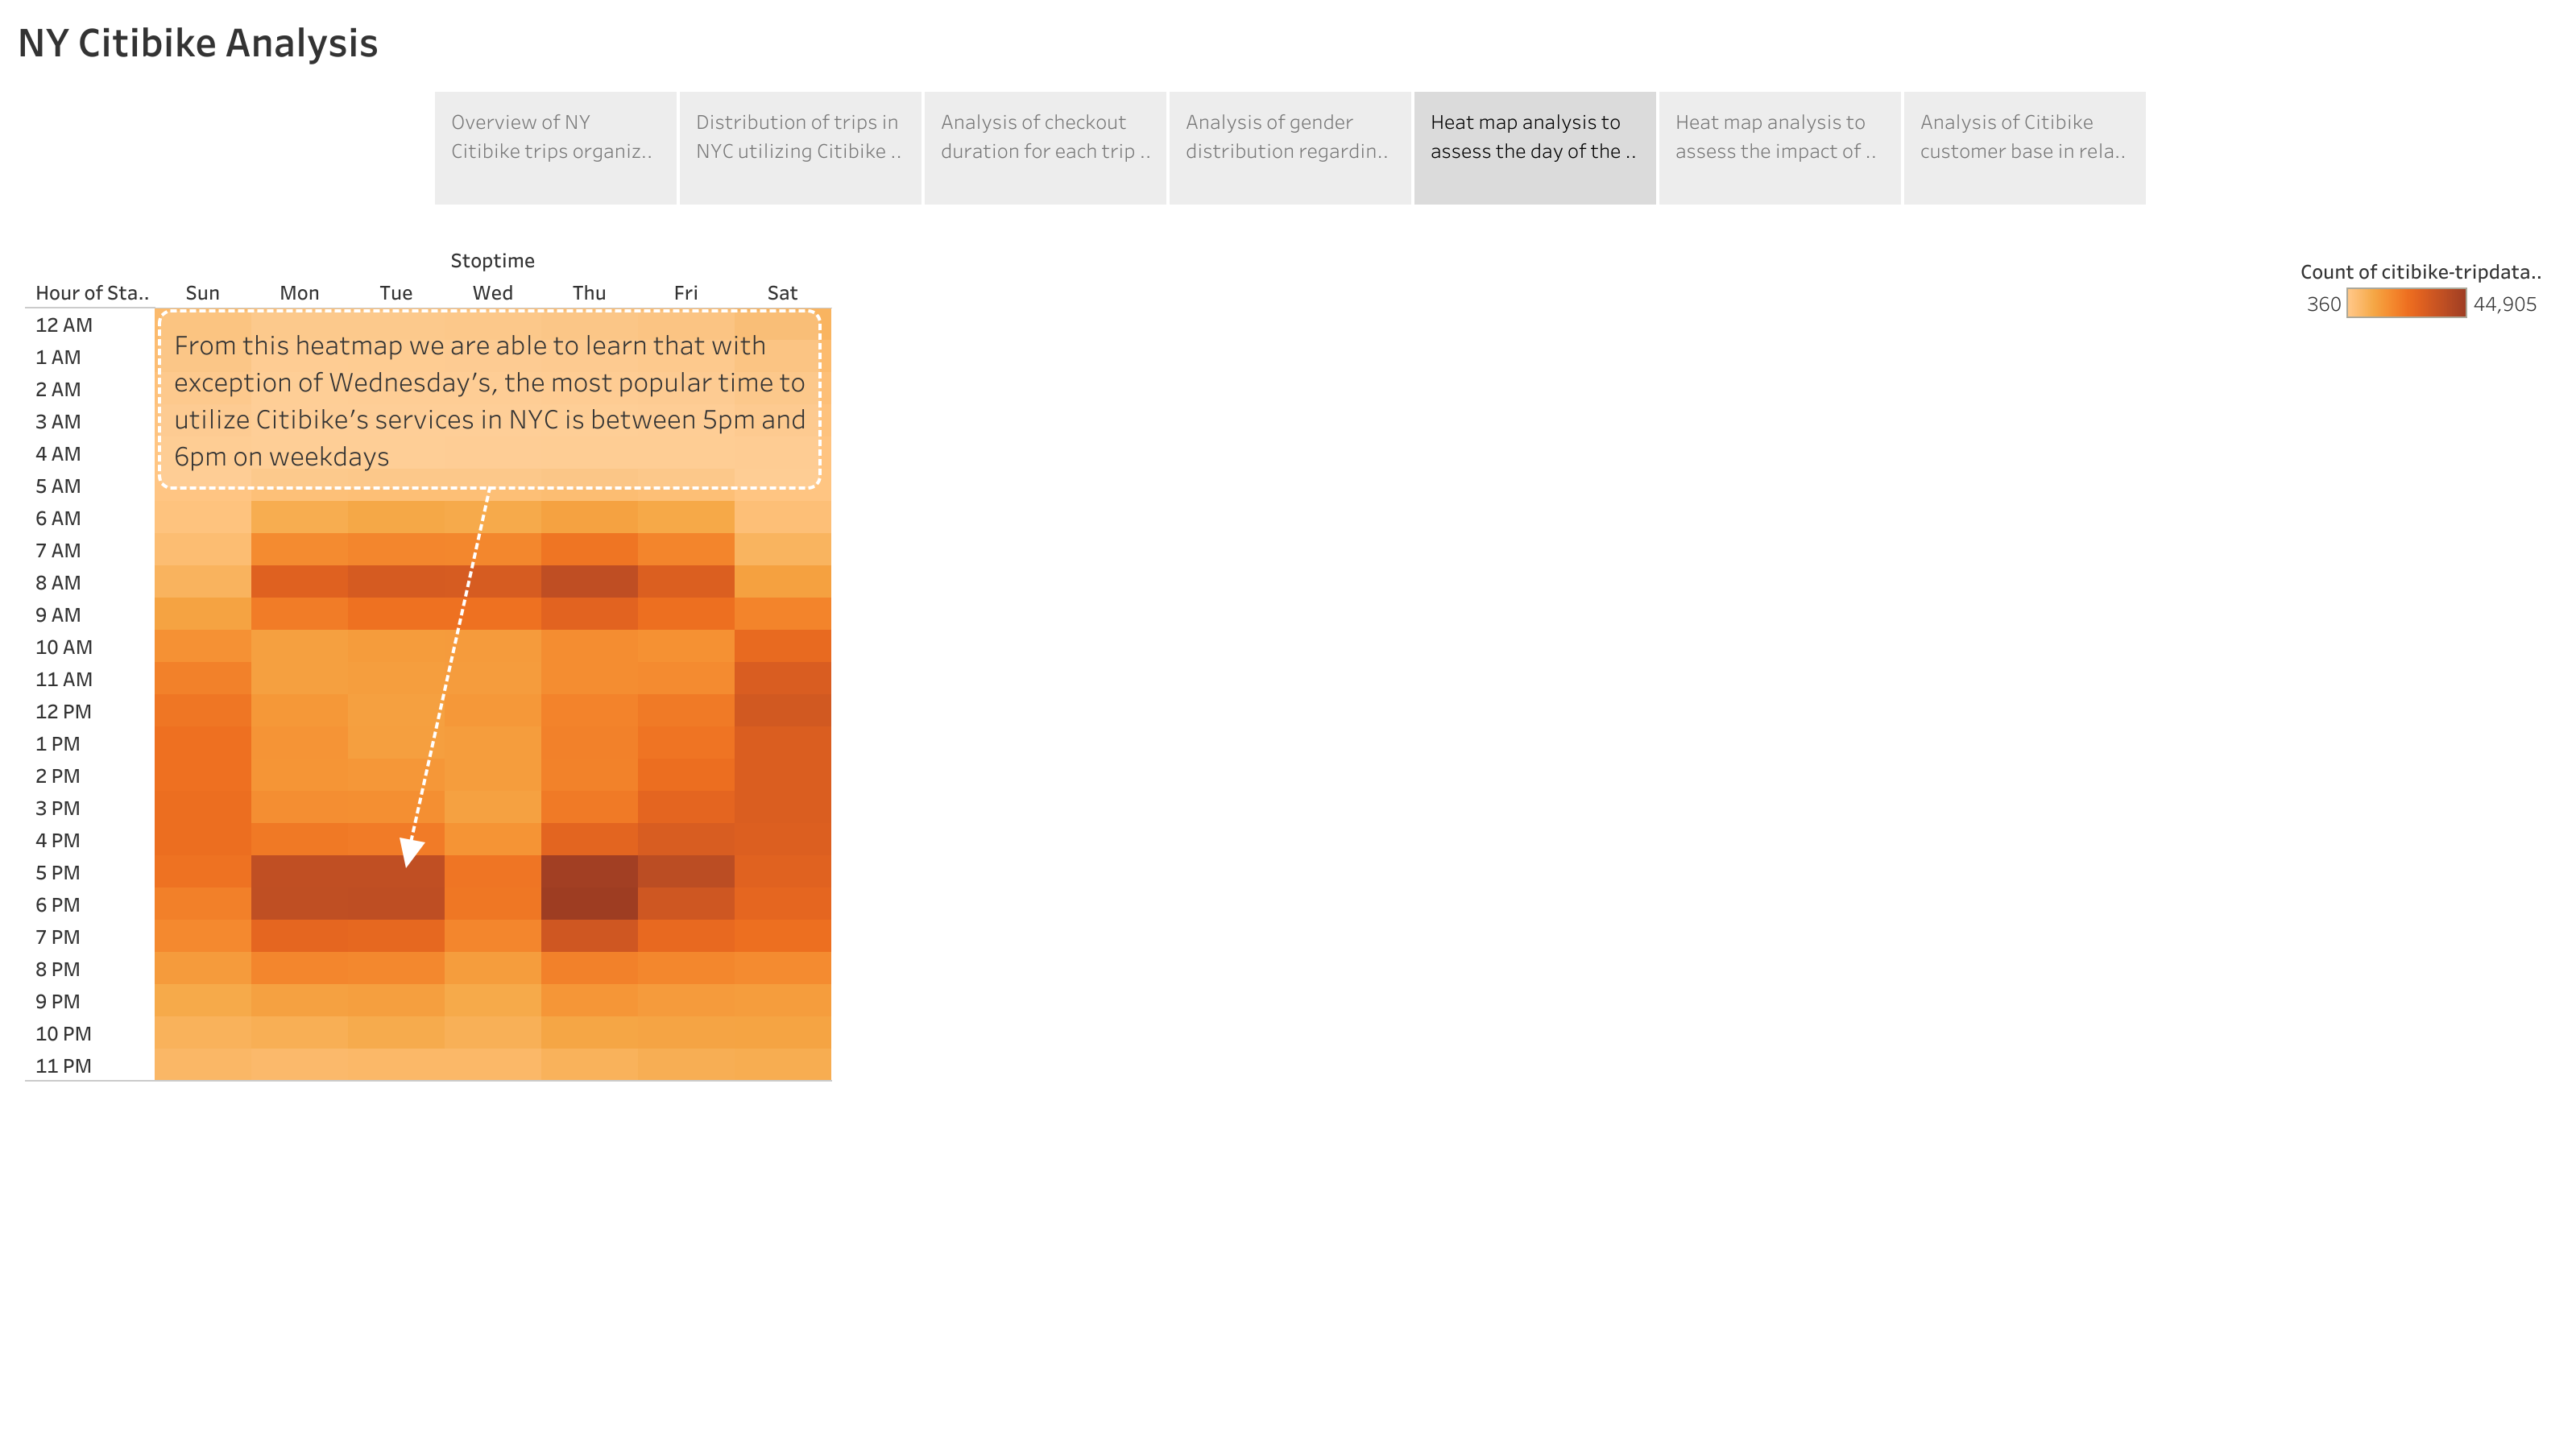 NY Citibike Analysis
Overview of NY
Citibike trips organiz..
Distribution of trips in
NYC utilizing Citibike ..
Analysis of checkout
duration for each trip ..
Analysis of gender
distribution regardin..
Heat map analysis to
assess the day of the ..
Heat map analysis to
assess the impact of ..
Analysis of Citibike
customer base in rela..
Stoptime
Hour of Sta.. Sun Mon Tue Wed Thu Fri Sat
12 AM
1 AM
2 AM
3 AM
4 AM
5 AM
6 AM
7 AM
8 AM
9 AM
10 AM
11 AM
12 PM
1 PM
2 PM
3 PM
4 PM
5 PM
6 PM
7 PM
8 PM
9 PM
10 PM
11 PM
From this heatmap we are able to learn that with
exception of Wednesday's, the most popular time to
utilize Citibike's services in NYC is between 5pm and
6pm on weekdays
Count of citibike-tripdata..
360 44,905